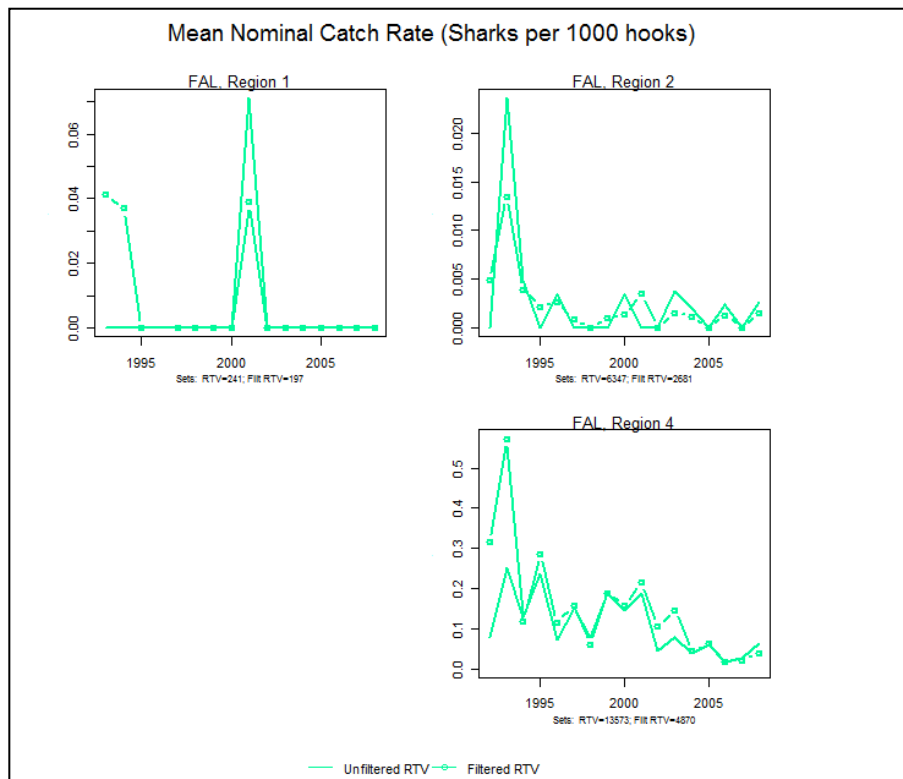 Mean Nominal Catch Rate (Sharks per 1000 hooks)
FAL, Region 1
0.06
0.04
0.02
0.00
1995 2000 2005
Sets: RTV=241; Filt RTV=197
FAL, Region 2
0.020
0.015
0.010
0.005
0.000
1995 2000 2005
Sets: RTV=6347; Filt RTV=2681
FAL, Region 4
0.5
0.4
0.3
0.2
0.1
0.0
1995 2000 2005
Sets: RTV=13573; Filt RTV=4870
Unfiltered RTV Filtered RTV